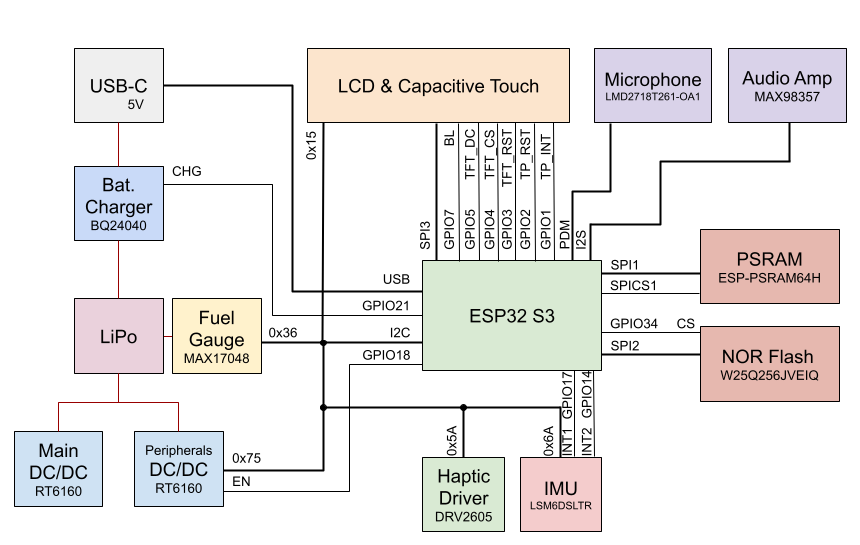 USB-C
5V
LCD & Capacitive Touch
Microphone
LMD2718T261-OA1
Audio Amp
MAX98357
0x15
BL
TFT_DC
TFT_CS
TFT_RST
TP_RST
TP_INT
CHG
Bat.
Charger
BQ24040
SPI3
GPIO7
GPIO5
GPIO4
GPIO3
GPIO2
GPIO1
PDM
I2S
USB
GPIO21
I2C
GPIO18
ESP32 S3
SPI1
SPICS1
PSRAM
ESP-PSRAM64H
GPIO34
CS
SPI2
NOR Flash
W25Q256JVEIQ
LiPo
Fuel
Gauge
MAX17048
0x36
GPIO17
GPIO14
Main
DC/DC
RT6160
Peripherals
DC/DC
RT6160
0x75
EN
0x5A
0x6A
INT1
INT2
Haptic
Driver
DRV2605
IMU
LSM6DSLTR